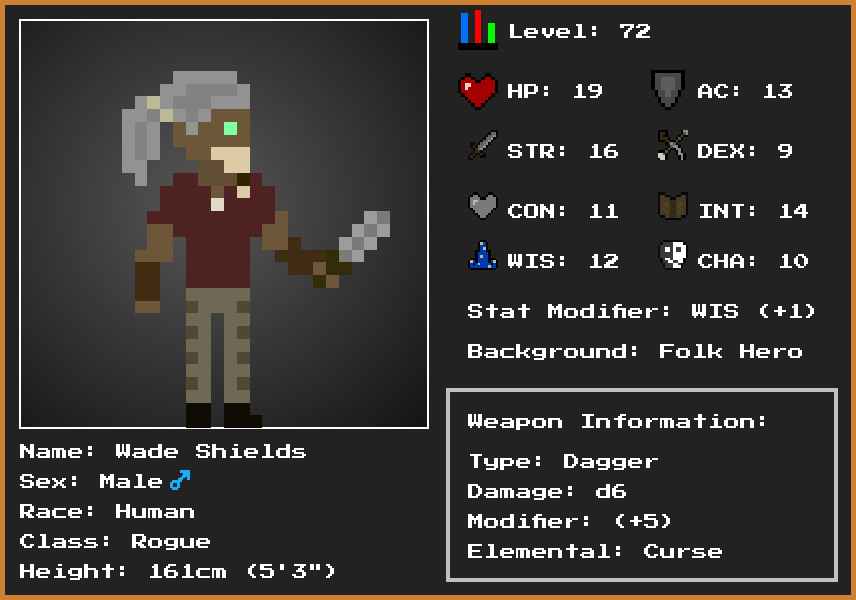 Level: 72
HP: 19 AC: 13
STR: 16 DEX: 9
CON: 11 INT: 14
WIS: 12 CHA: 10
Stat Modifier: WIS (+1)
Background: Folk Hero
Weapon Information:
Type: Dagger
Damage: d6
Modifier: (+5)
Elemental: Curse
Name: Wade Shields
Sex: Male ♂
Race: Human
Class: Rogue
Height: 161cm (5'3")